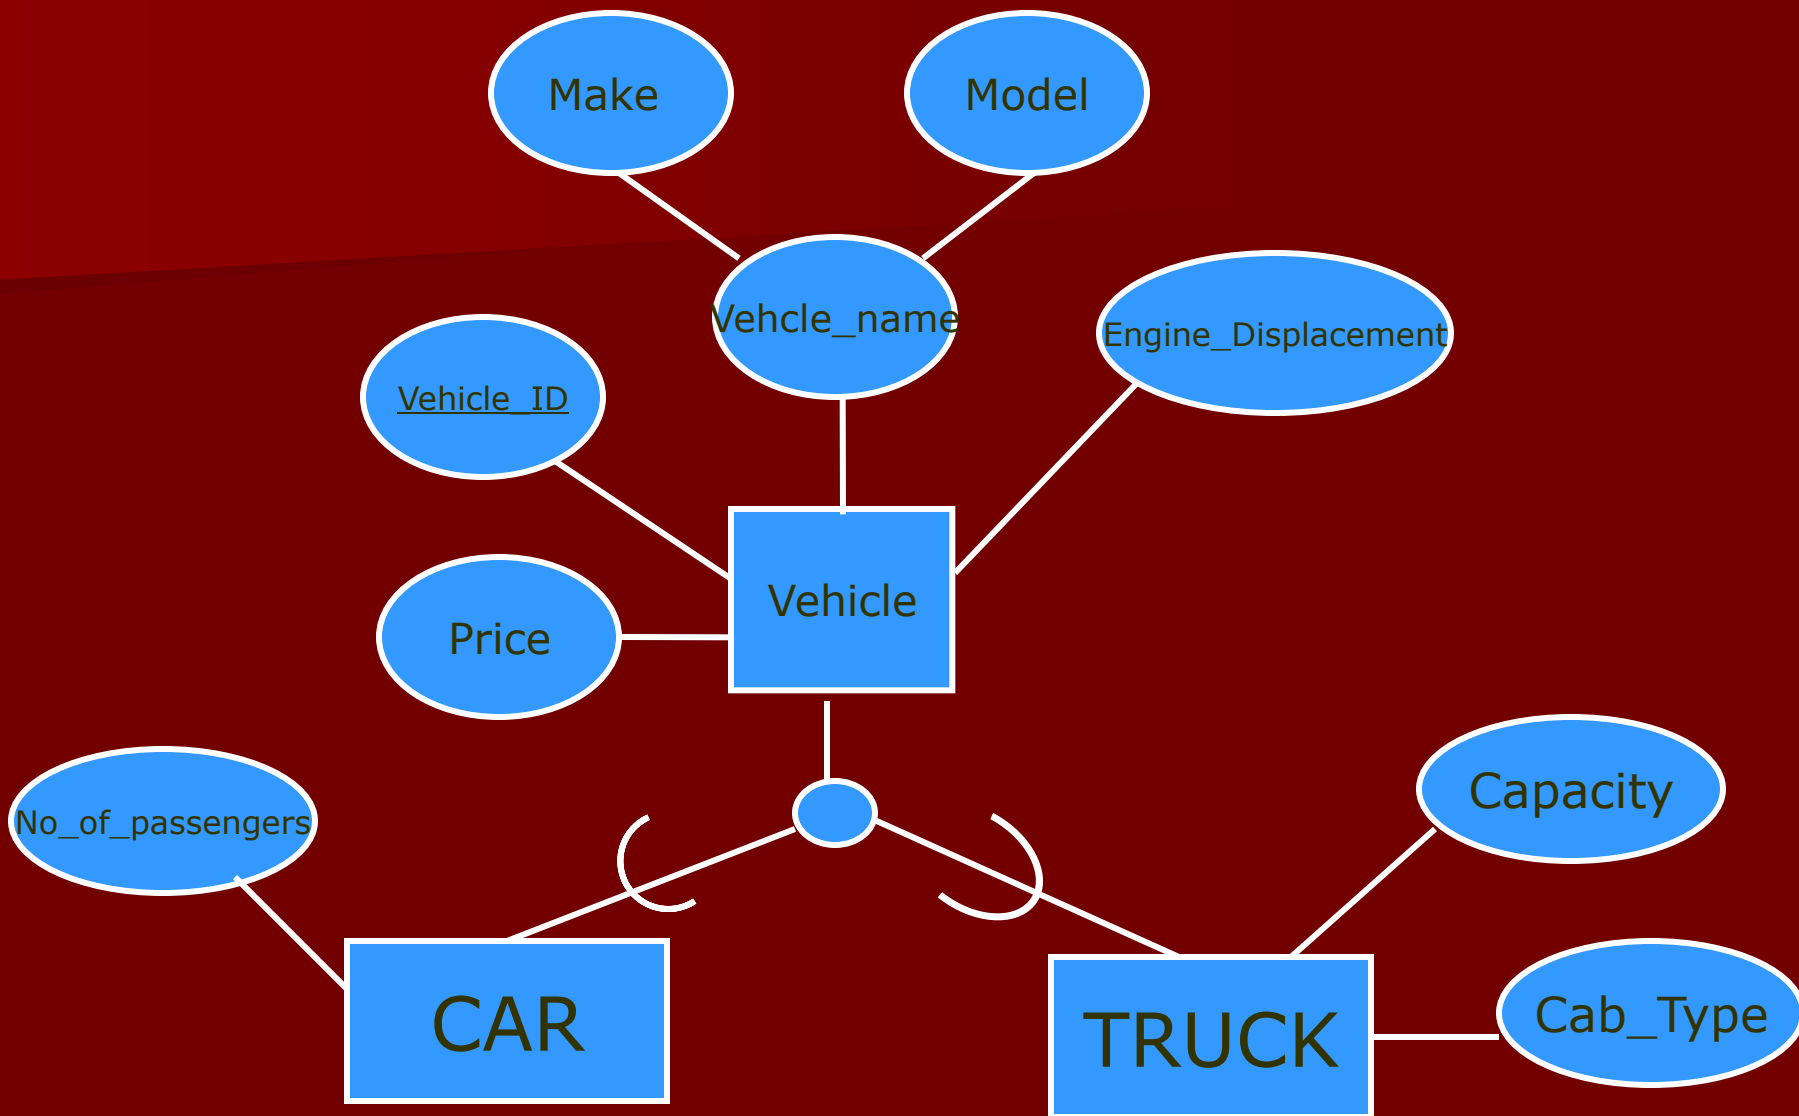 Make
Model
Vehcle_name
Engine_Displacement
Vehicle_ID
Vehicle
Price
Capacity
No_of_passengers
Cab_Type
CAR
TRUCK